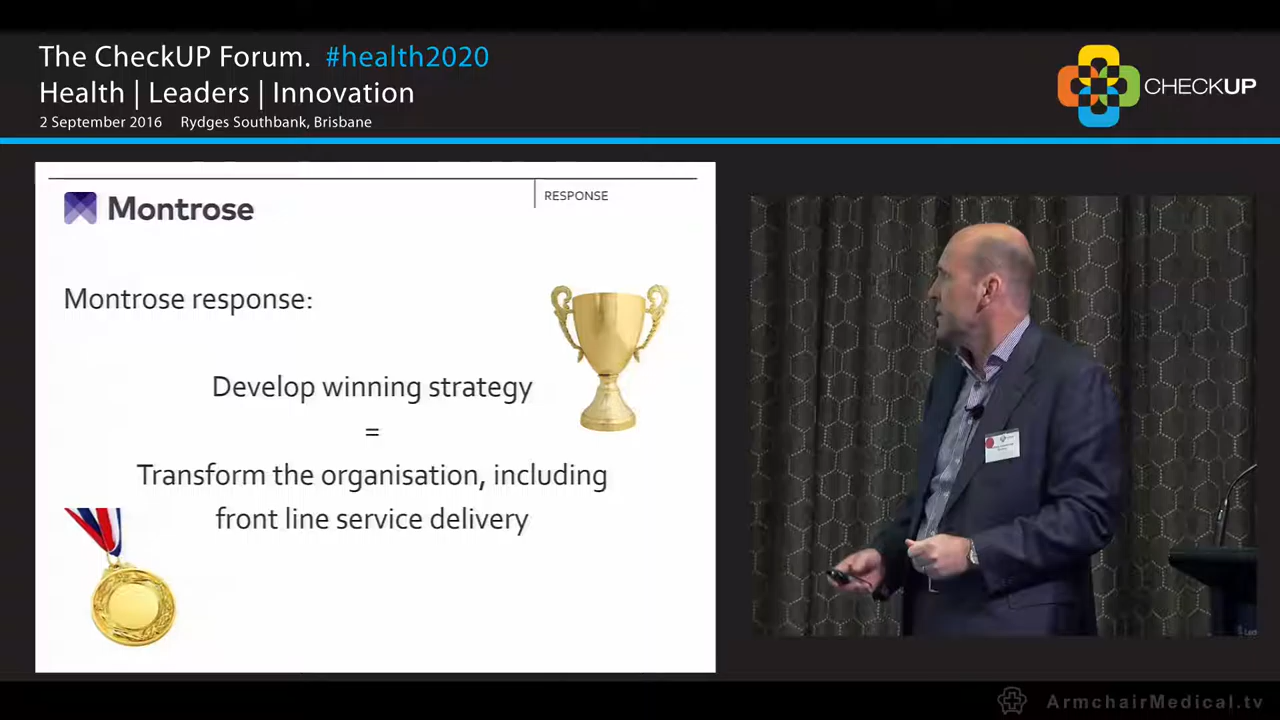 The CheckUP Forum. #health2020
Health | Leaders | Innovation
2 September 2016 Rydges Southbank, Brisbane
CHECKUP
Montrose
RESPONSE
Montrose response:
Develop winning strategy
=
Transform the organisation, including
front line service delivery
ArmchairMedical.tv